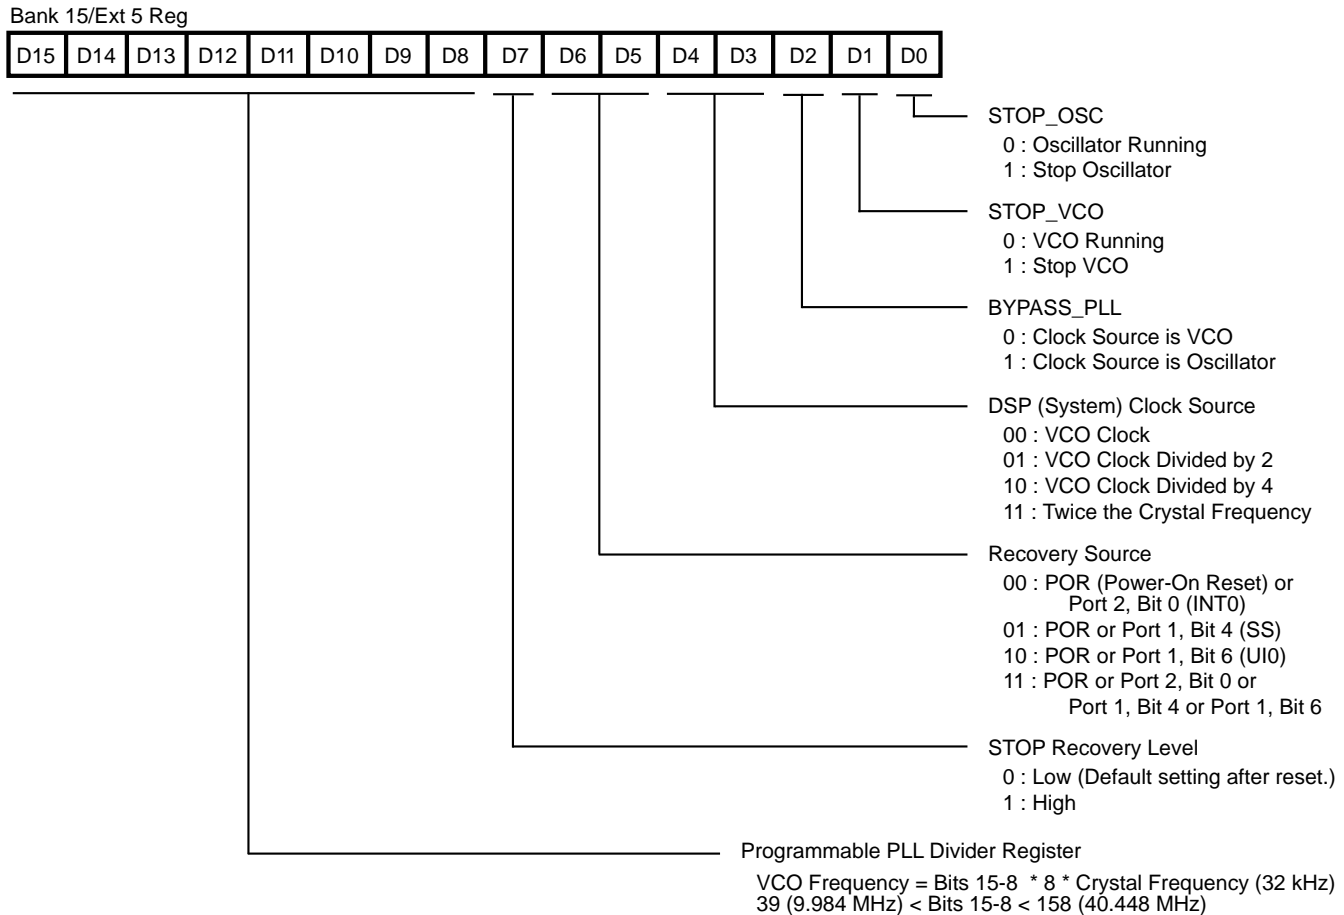 Bank 15/Ext 5 Reg
D15 D14 D13 D12 D11 D10 D9 D8 D7 D6 D5 D4 D3 D2 D1 D0
STOP_OSC
0 : Oscillator Running
1 : Stop Oscillator
STOP_VCO
0 : VCO Running
1 : Stop VCO
BYPASS_PLL
0 : Clock Source is VCO
1 : Clock Source is Oscillator
DSP (System) Clock Source
00 : VCO Clock
01 : VCO Clock Divided by 2
10 : VCO Clock Divided by 4
11 : Twice the Crystal Frequency
Recovery Source
00 : POR (Power-On Reset) or
Port 2, Bit 0 (INT0)
01 : POR or Port 1, Bit 4 (SS)
10 : POR or Port 1, Bit 6 (UI0)
11 : POR or Port 2, Bit 0 or
Port 1, Bit 4 or Port 1, Bit 6
STOP Recovery Level
0 : Low (Default setting after reset.)
1 : High
Programmable PLL Divider Register
VCO Frequency = Bits 15-8 * 8 * Crystal Frequency (32 kHz)
39 (9.984 MHz) < Bits 15-8 < 158 (40.448 MHz)